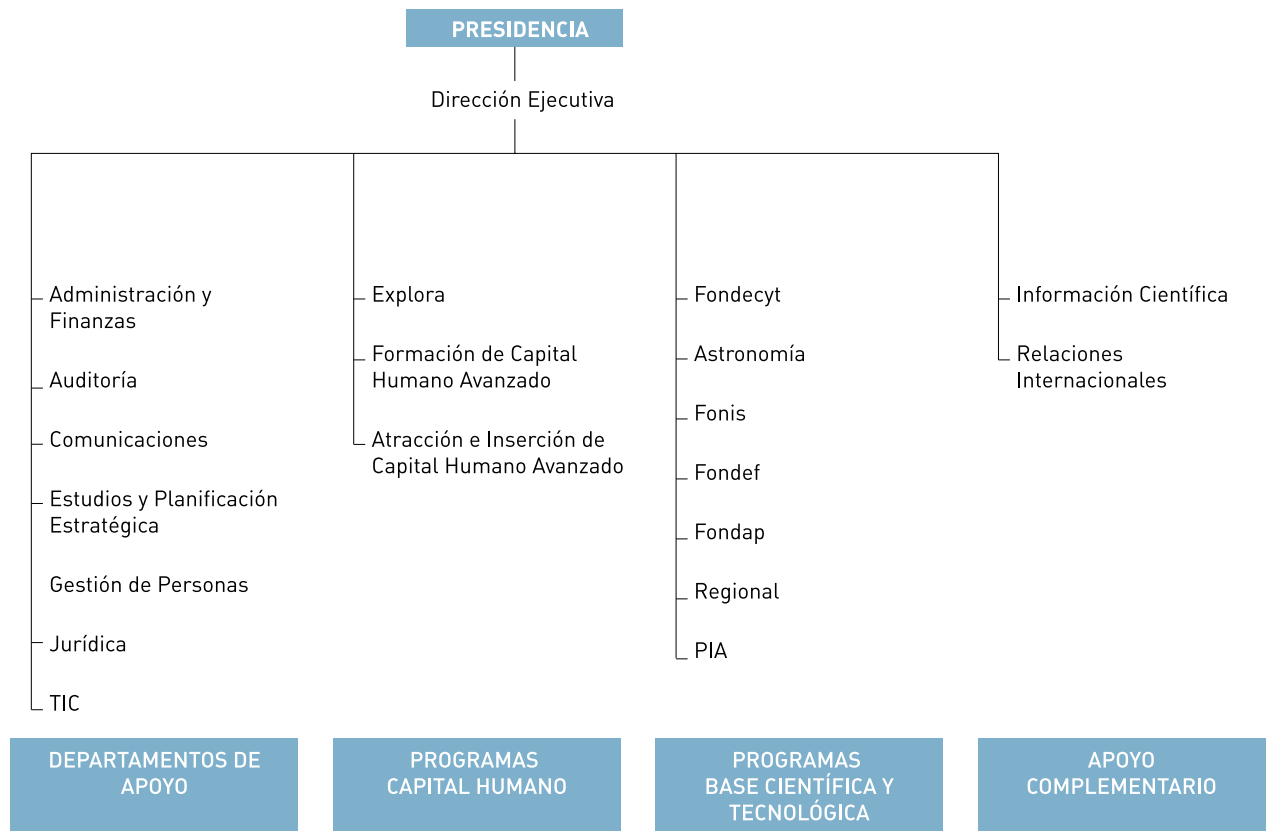 PRESIDENCIA
Dirección Ejecutiva
Administración y
Finanzas
Auditoría
Comunicaciones
Estudios y Planificación
Estratégica
Gestión de Personas
Jurídica
TIC
DEPARTAMENTOS DE
APOYO
Explora
Formación de Capital
Humano Avanzado
Atracción e Inserción de
Capital Humano Avanzado
PROGRAMAS
CAPITAL HUMANO
Fondecyt
Astronomía
Fonis
Fondef
Fondap
Regional
PIA
PROGRAMAS
BASE CIENTÍFICA Y
TECNOLÓGICA
Información Científica
Relaciones
Internacionales
APOYO
COMPLEMENTARIO